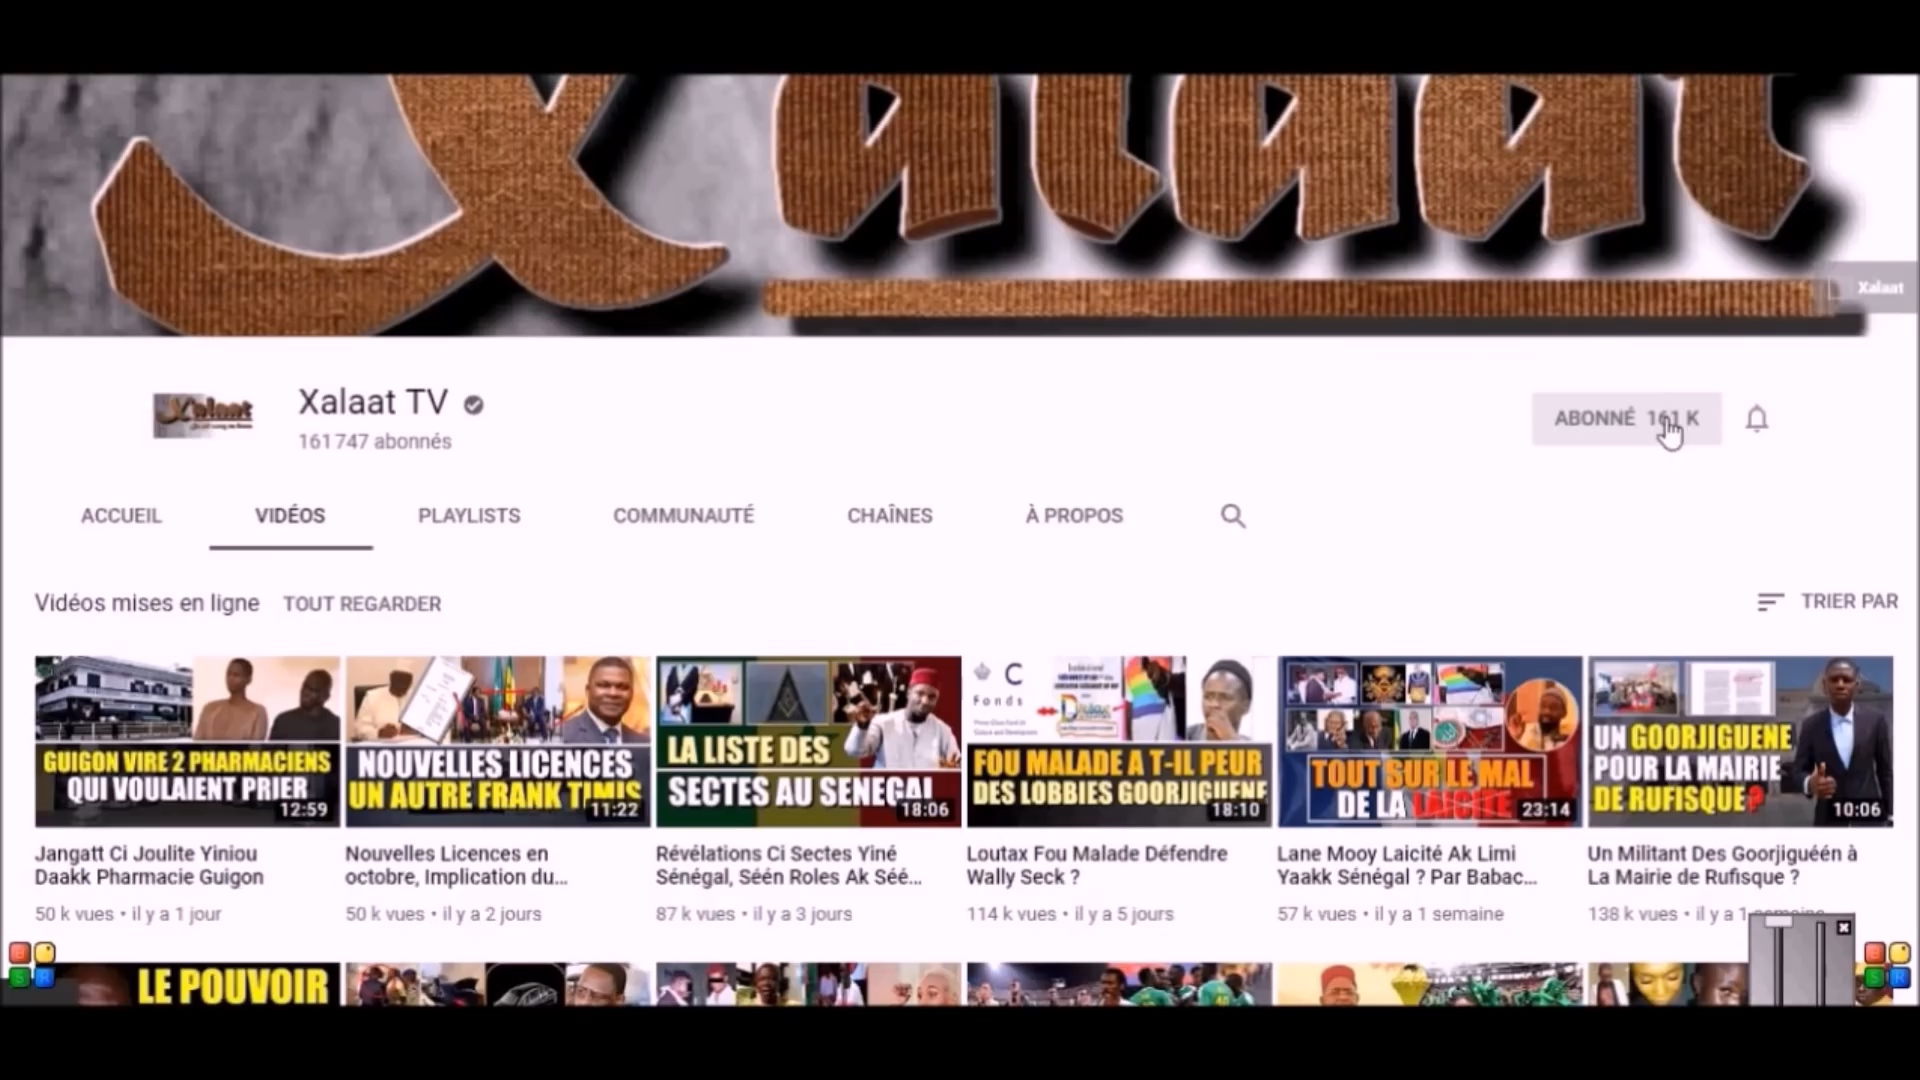 Xalaat
Xalaat
Xalaat
Xalaat TV
161 747 abonnés
ABONNÉ 161 K
ACCUEIL
VIDÉOS
PLAYLISTS
COMMUNAUTÉ
CHAÎNES
À PROPOS
Vidéos mises en ligne
TOUT REGARDER
TRIER PAR
GUIGON VIRE 2 PHARMACIENS
QUI VOULAIENT PRIER
12:59
NOUVELLES LICENCES
UN AUTRE FRANK TIMIS
11:22
LA LISTE DES
SECTES AU SENEGAL
18:06
C
Fonds
FOU MALADE A T-IL PEUR
DES LOBBIES GOORJIGUENE
18:10
TOUT SUR LE MAL
DE LA LAICITE
23:14
UN GOORJIGUENE
POUR LA MAIRIE
DE RUFISQUE?
10:06
Jangatt Ci Joulite Yiniou
Daakk Pharmacie Guigon
50 k vues • il y a 1 jour
Nouvelles Licences en
octobre, Implication du...
50 k vues • il y a 2 jours
Révélations Ci Sectes Yiné
Sénégal, Séén Roles Ak Séé...
87 k vues • il y a 3 jours
Loutax Fou Malade Défendre
Wally Seck ?
114 k vues • il y a 5 jours
Lane Mooy Laicité Ak Limi
Yaakk Sénégal ? Par Babac...
57 k vues • il y a 1 semaine
Un Militant Des Goorjiguéén à
La Mairie de Rufisque ?
138 k vues • il y a 1 semaine
LE POUVOIR
B
S R
B
S R